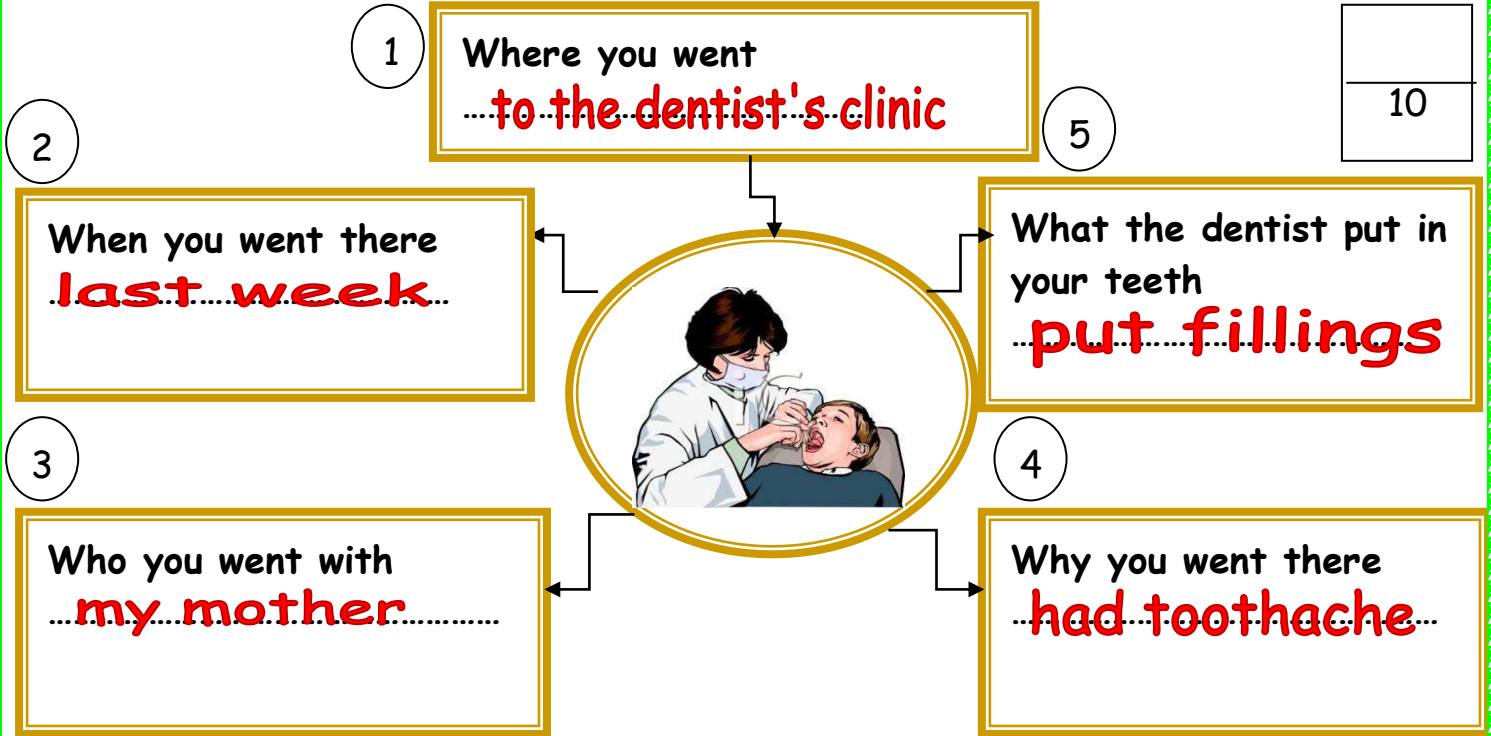 1
Where you went
to the dentist's clinic
10
2
When you went there
last week
3
Who you went with
my mother
4
Why you went there
had toothache
5
What the dentist put in
your teeth
put fillings